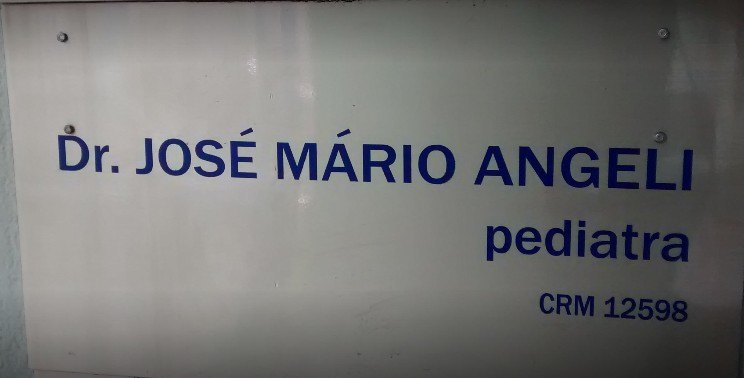 Dr. JOSÉ MÁRIO ANGELI
pediatra
CRM 12598